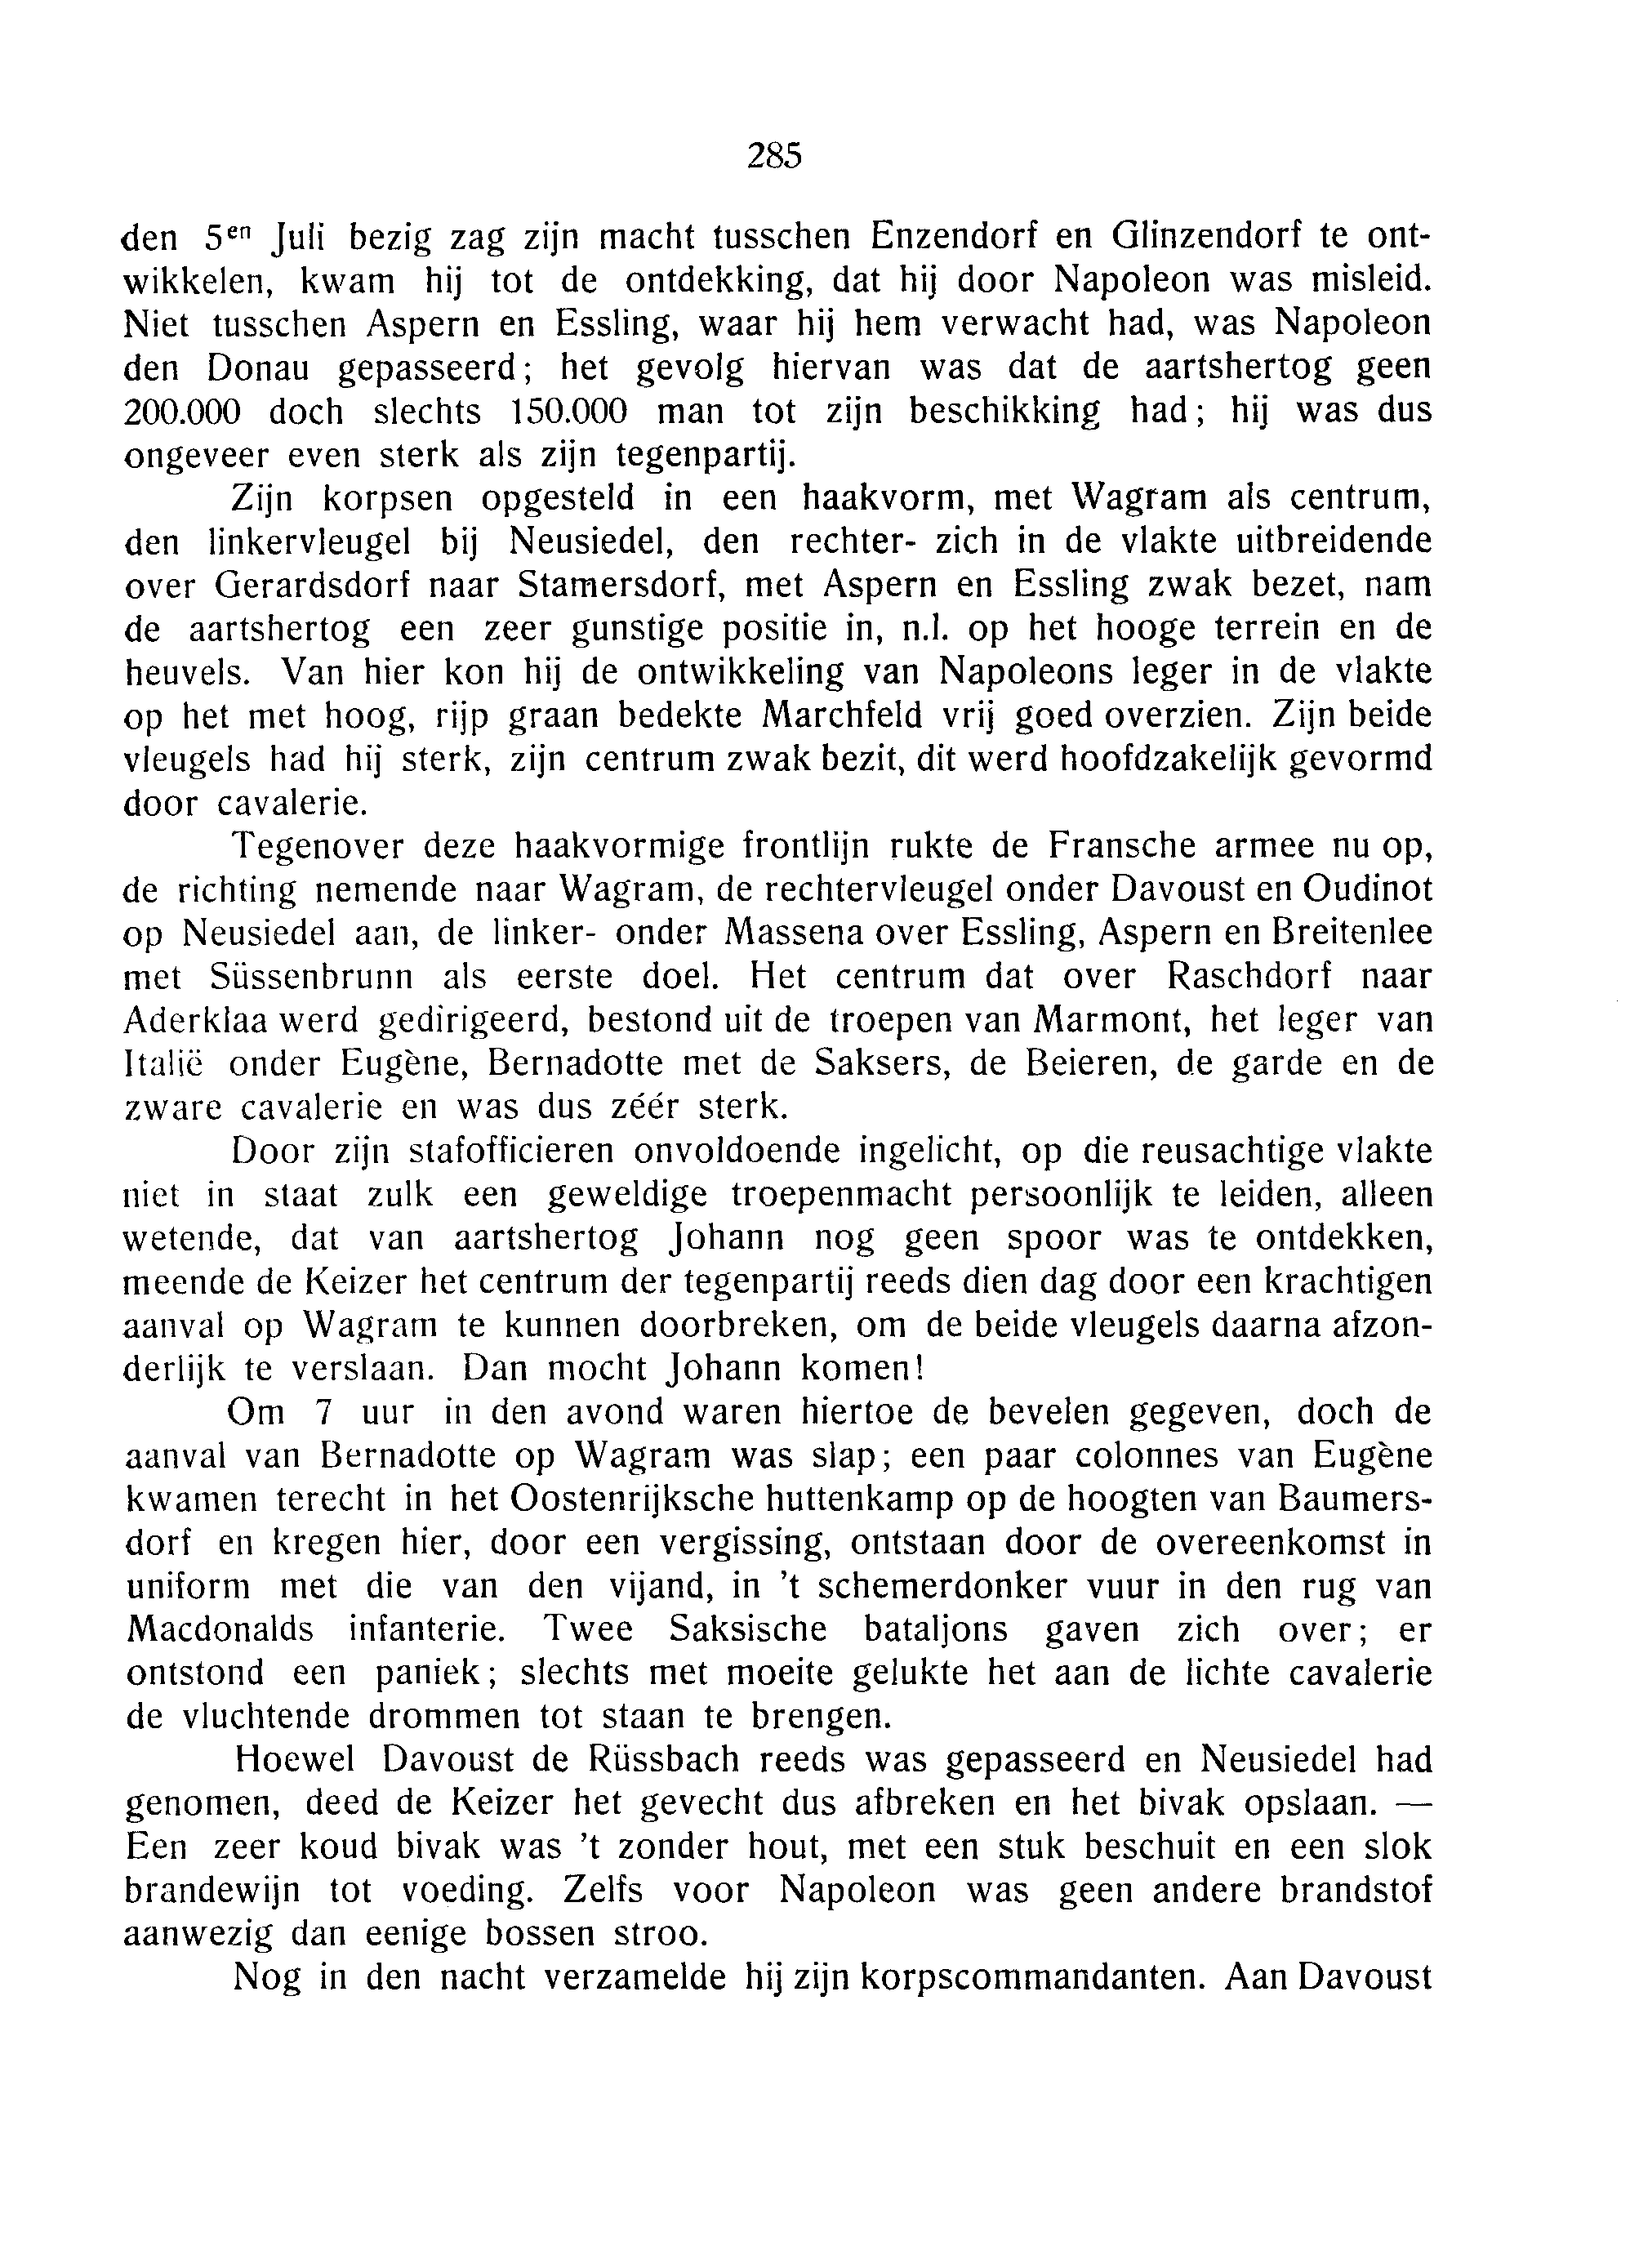 285
den 5en Juli bezig zag zijn macht tusschen Enzendorf en Glinzendorf te ont-
wikkelen, kwam hij tot de ontdekking, dat hij door Napoleon was misleid.
Niet tusschen Aspern en Essling, waar hij hem verwacht had, was Napoleon
den Donau gepasseerd; het gevolg hiervan was dat de aartshertog geen
200.000 doch slechts 150.000 man tot zijn beschikking had; hij was dus
ongeveer even sterk als zijn tegenpartij.
Zijn korpsen opgesteld in een haakvorm, met Wagram als centrum,
den linkervleugel bij Neusiedel, den rechter- zich in de vlakte uitbreidende
over Gerardsdorf naar Stamersdorf, met Aspern en Essling zwak bezet, nam
de aartshertog een zeer gunstige positie in, n.l. op het hooge terrein en de
heuvels. Van hier kon hij de ontwikkeling van Napoleons leger in de vlakte
op het met hoog, rijp graan bedekte Marchfeld vrij goed overzien. Zijn beide
vleugels had hij sterk, zijn centrum zwak bezit, dit werd hoofdzakelijk gevormd
door cavalerie.
Tegenover deze haakvormige frontlijn rukte de Fransche armee nu op,
de richting nemende naar Wagram, de rechtervleugel onder Davoust en Oudinot
op Neusiedel aan, de linker- onder Massena over Essling, Aspern en Breitenlee
met Süssenbrunn als eerste doel. Het centrum dat over Raschdorf naar
Aderklaa werd gedirigeerd, bestond uit de troepen van Marmont, het leger van
Italië onder Eugène, Bernadotte met de Saksers, de Beieren, de garde en de
zware cavalerie en was dus zéér sterk.
Door zijn stafofficieren onvoldoende ingelicht, op die reusachtige vlakte
niet in staat zulk een geweldige troepenmacht persoonlijk te leiden, alleen
wetende, dat van aartshertog Johann nog geen spoor was te ontdekken,
meende de Keizer het centrum der tegenpartij reeds dien dag door een krachtigen
aanval op Wagram te kunnen doorbreken, om de beide vleugels daarna afzon-
derlijk te verslaan. Dan mocht Johann komen!
Om 7 uur in den avond waren hiertoe de bevelen gegeven, doch de
aanval van Bernadotte op Wagram was slap; een paar colonnes van Eugène
kwamen terecht in het Oostenrijksche huttenkamp op de hoogten van Baumers-
dorf en kregen hier, door een vergissing, ontstaan door de overeenkomst in
uniform met die van den vijand, in 't schemerdonker vuur in den rug van
Macdonalds infanterie. Twee Saksische bataljons gaven zich over; er
ontstond een paniek; slechts met moeite gelukte het aan de lichte cavalerie
de vluchtende drommen tot staan te brengen.
Hoewel Davoust de Rüssbach reeds was gepasseerd en Neusiedel had
genomen, deed de Keizer het gevecht dus afbreken en het bivak opslaan. —
Een zeer koud bivak was 't zonder hout, met een stuk beschuit en een slok
brandewijn tot voeding. Zelfs voor Napoleon was geen andere brandstof
aanwezig dan eenige bossen stroo.
Nog in den nacht verzamelde hij zijn korpscommandanten. Aan Davoust